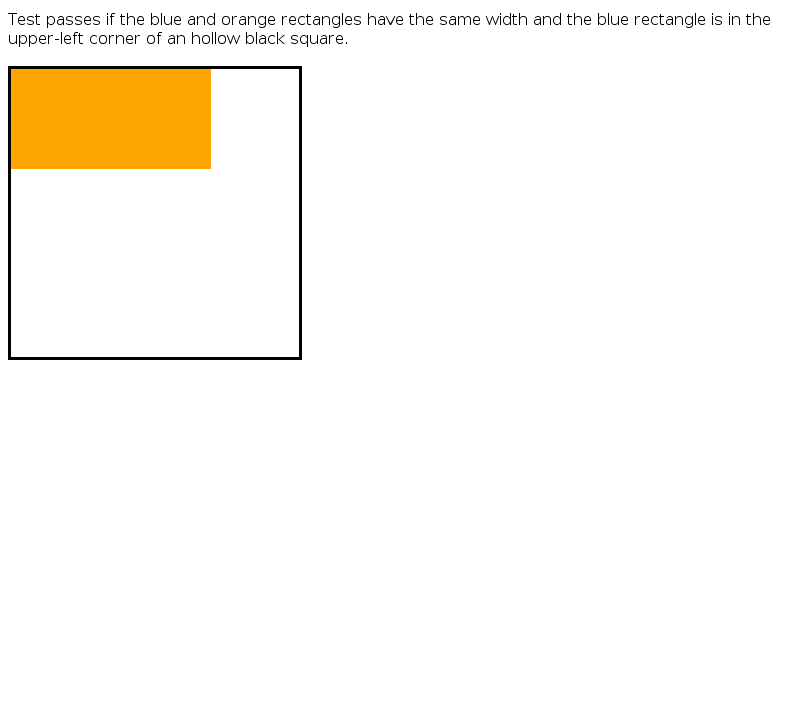 Test passes if the blue and orange rectangles have the same width and the blue rectangle is in the
upper-left corner of an hollow black square.